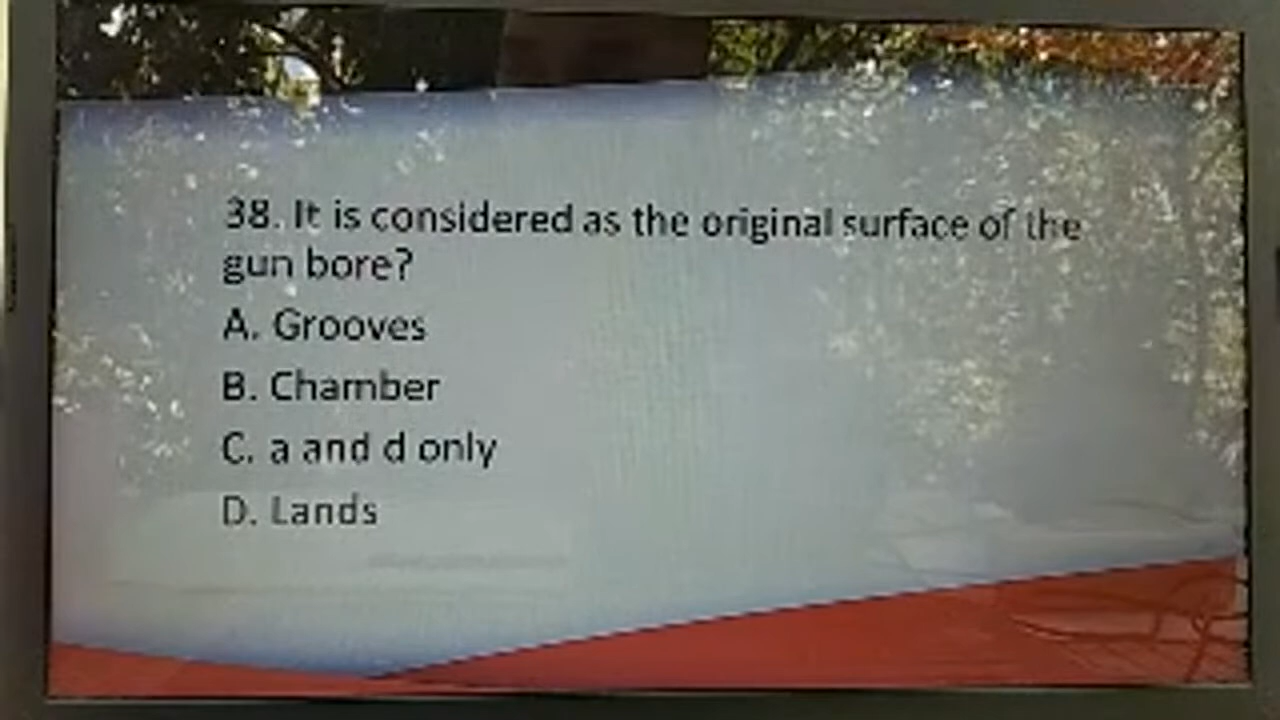 38. It is considered as the original surface of the
gun bore?
A. Grooves
B. Chamber
C. a and d only
D. Lands